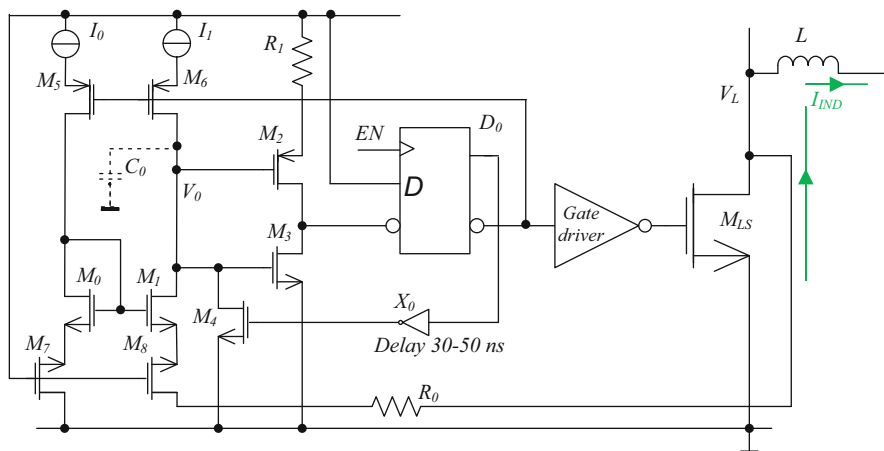 I0 I1
R1
L
M5 M6
VL
IIND
M2
EN D0
C0
D
V0
Gate
driver
MLS
M3
M0 M1
M4 X0
M7 M8
Delay 30-50 ns
R0